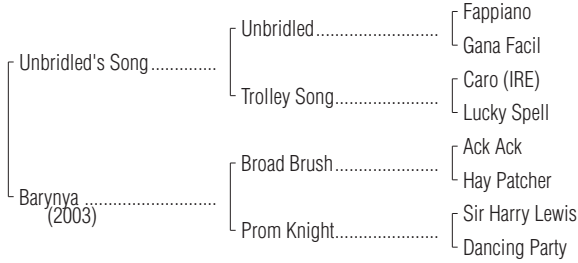 Fappiano
Unbridled..........................
Gana Facil
Unbridled's Song..............
Caro (IRE)
Trolley Song.....................
Lucky Spell
Ack Ack
Broad Brush.....................
Hay Patcher
Barynya ..........................
(2003)
Sir Harry Lewis
Prom Knight.....................
Dancing Party